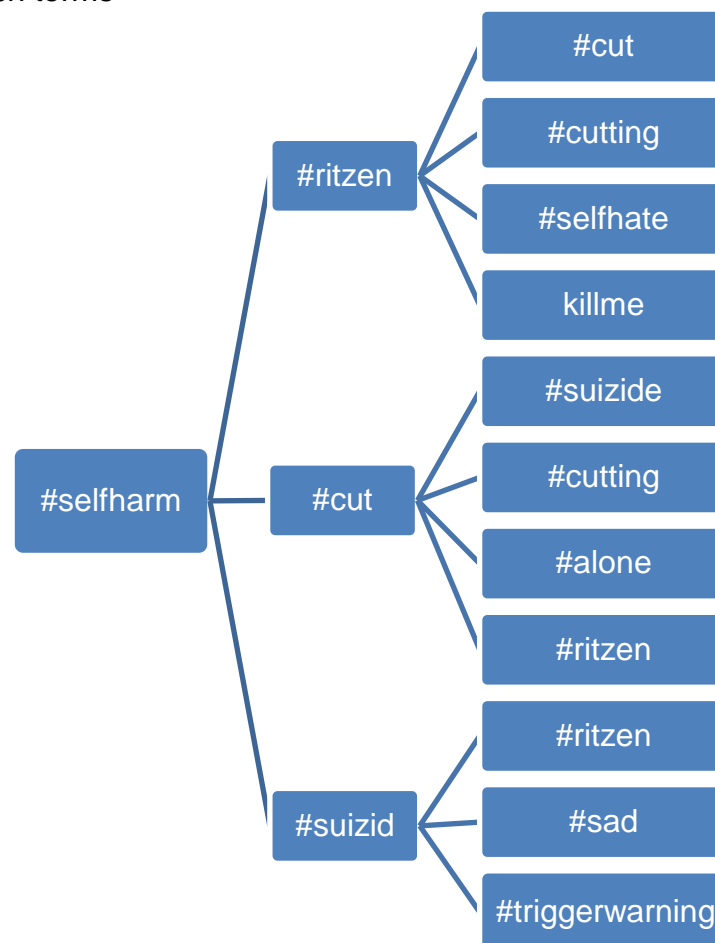 #cut
#cutting
#ritzen
#selfhate
killme
#suizide
#selfharm
#cut
#cutting
#alone
#ritzen
#ritzen
#suizid
#sad
#triggerwarning